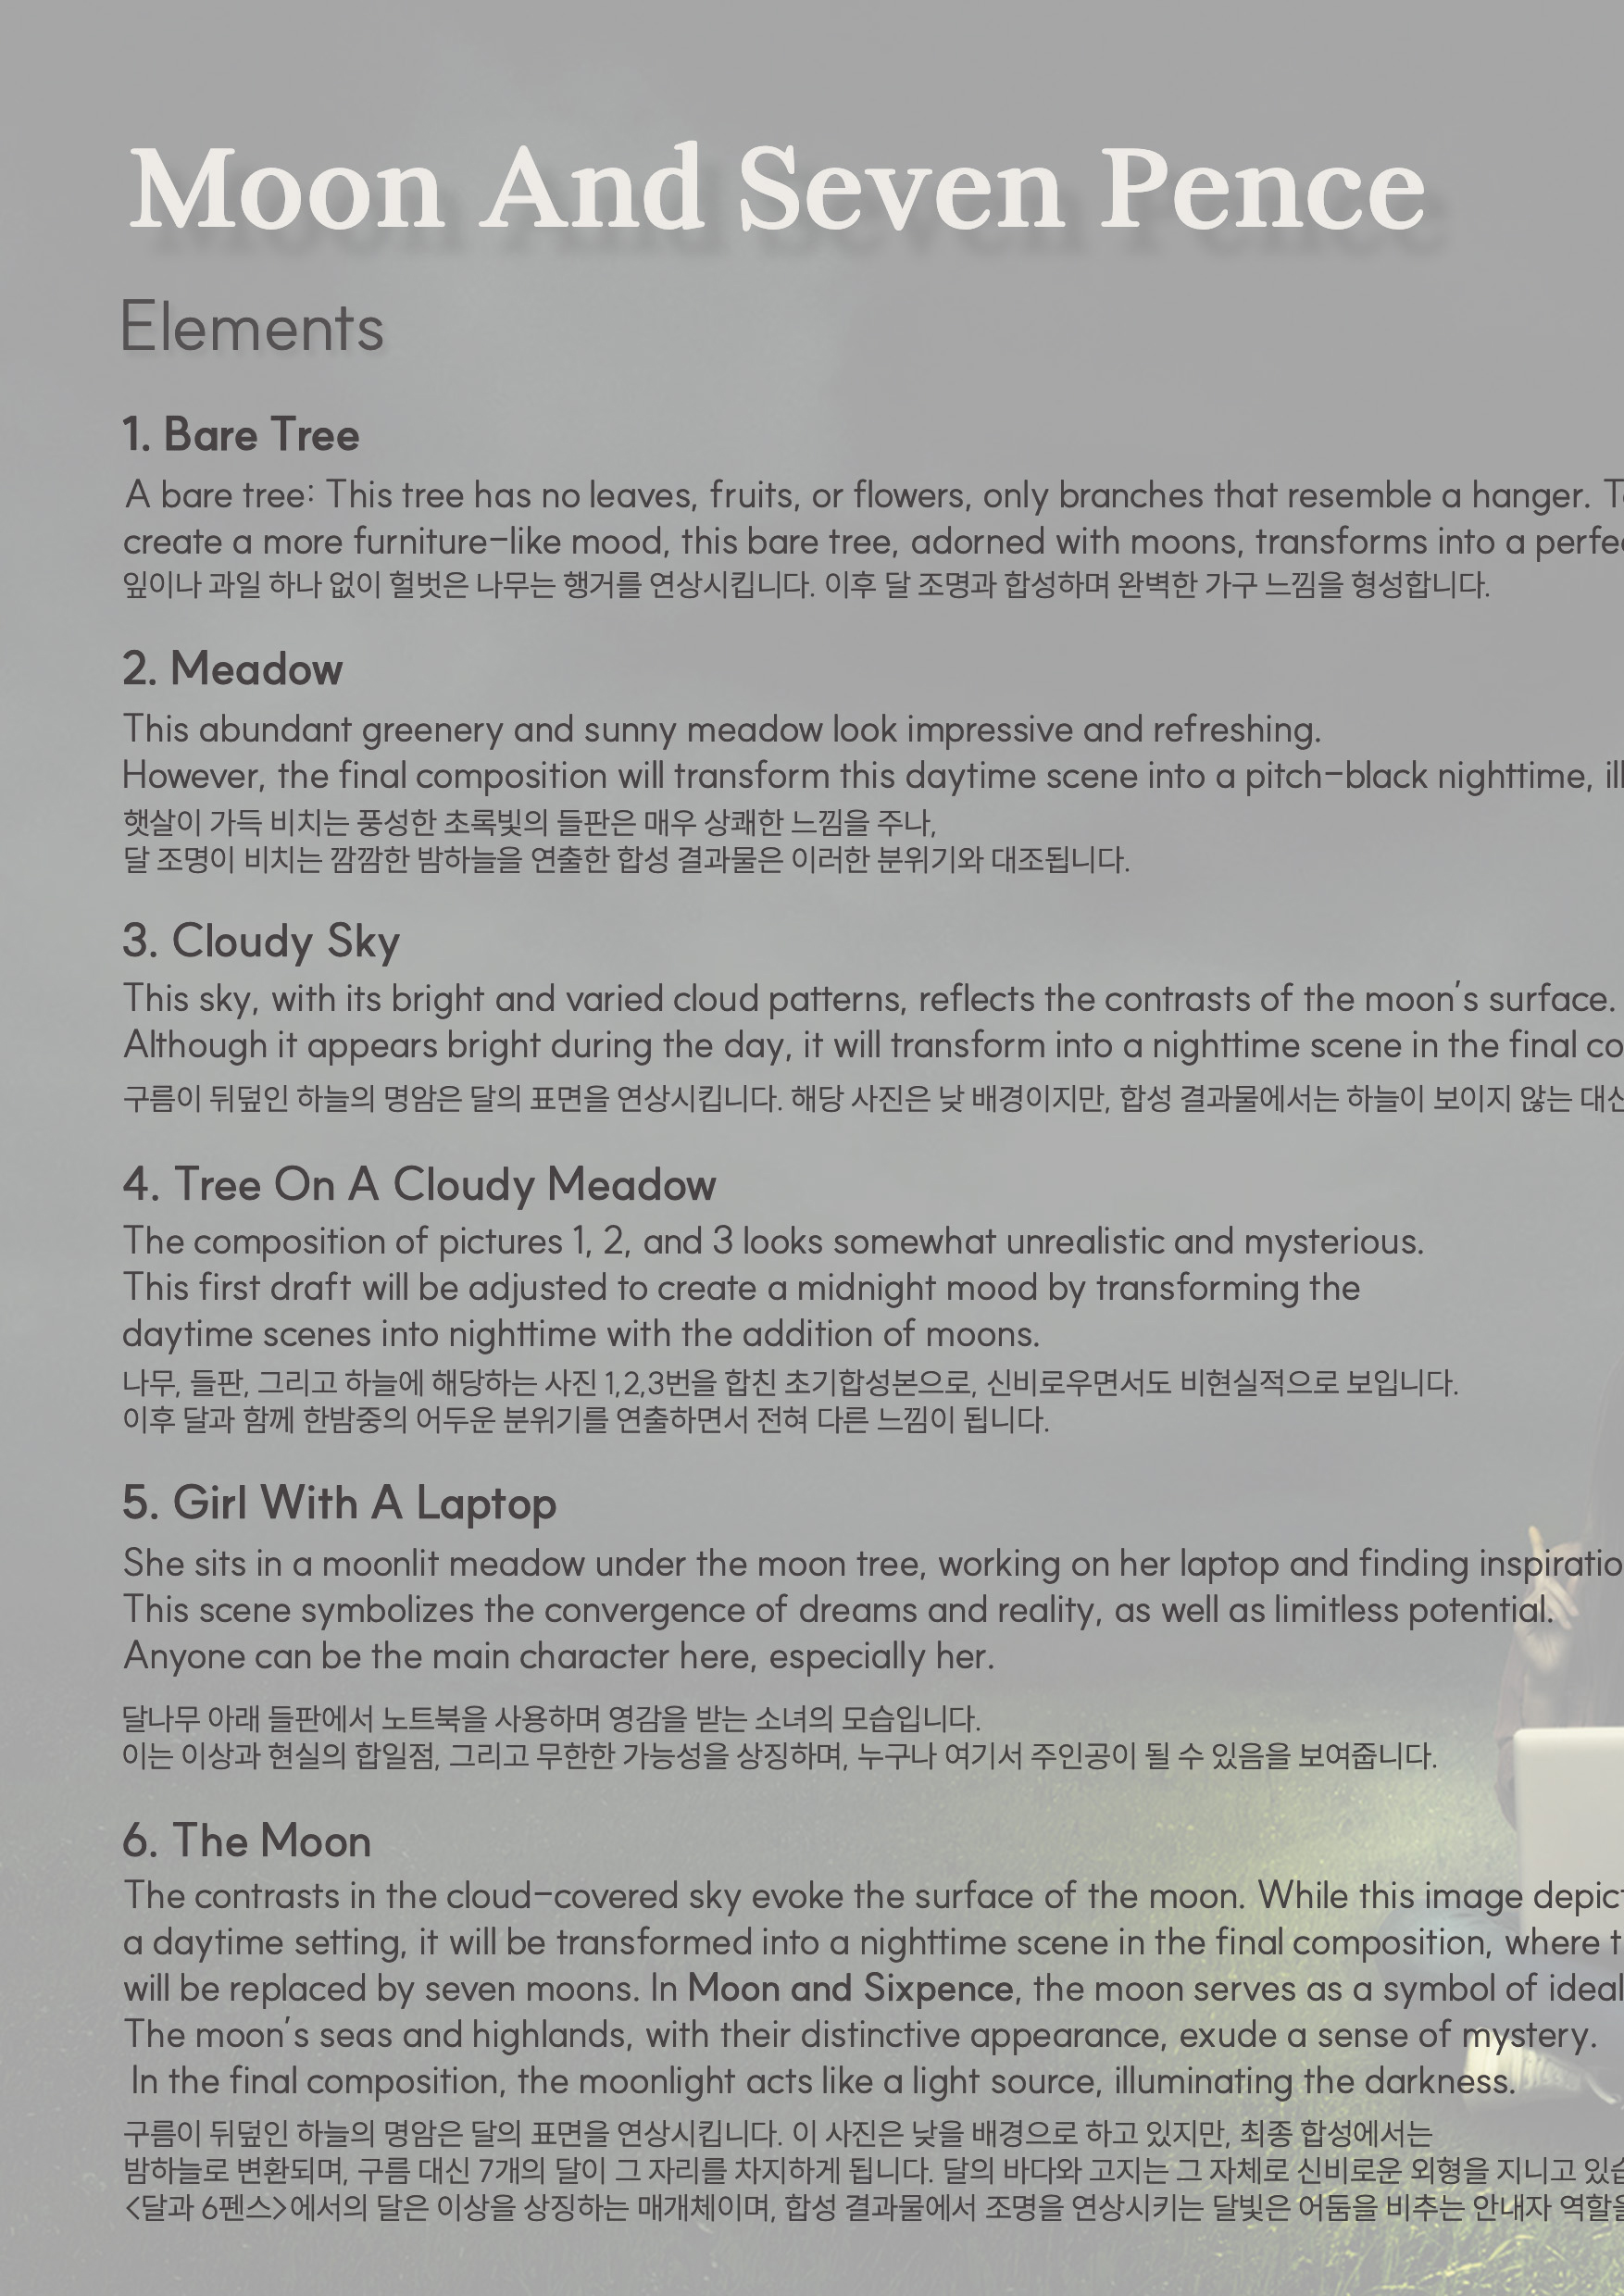 Moon And Seven Pence
Elements
1. Bare Tree
A bare tree: This tree has no leaves, fruits, or flowers, only branches that resemble a hanger.
create a more furniture-like mood, this bare tree, adorned with moons, transforms into a
잎이나 과일 하나 없이 헐벗은 나무는 행거를 연상시킵니다. 이후 달 조명과 합성하며 완벽한 가구 느낌을 형성합니다.
2. Meadow
This abundant greenery and sunny meadow look impressive and refreshing.
However, the final composition will transform this daytime scene into a pitch-black nighttime,
햇살이 가득 비치는 풍성한 초록빛의 들판은 매우 상쾌한 느낌을 주나,
달 조명이 비치는 깜깜한 밤하늘을 연출한 합성 결과물은 이러한 분위기와 대조됩니다.
3. Cloudy Sky
This sky, with its bright and varied cloud patterns, reflects the contrasts of the moon's surface.
Although it appears bright during the day, it will transform into a nighttime scene in the final
구름이 뒤덮인 하늘의 명암은 달의 표면을 연상시킵니다. 해당 사진은 낮 배경이지만, 합성 결과물에서는 하늘이 보이지 않는
4. Tree On A Cloudy Meadow
The composition of pictures 1, 2, and 3 looks somewhat unrealistic and mysterious.
This first draft will be adjusted to create a midnight mood by transforming the
daytime scenes into nighttime with the addition of moons.
나무, 들판, 그리고 하늘에 해당하는 사진 1,2,3번을 합친 초기합성본으로, 신비로우면서도 비현실적으로 보입니다.
이후 달과 함께 한밤중의 어두운 분위기를 연출하면서 전혀 다른 느낌이 됩니다.
5. Girl With A Laptop
She sits in a moonlit meadow under the moon tree, working on her laptop and finding
This scene symbolizes the convergence of dreams and reality, as well as limitless potential.
Anyone can be the main character here, especially her.
달나무 아래 들판에서 노트북을 사용하며 영감을 받는 소녀의 모습입니다.
이는 이상과 현실의 합일점, 그리고 무한한 가능성을 상징하며, 누구나 여기서 주인공이 될 수 있음을 보여줍니다.
6. The Moon
The contrasts in the cloud-covered sky evoke the surface of the moon. While this image
a daytime setting, it will be transformed into a nighttime scene in the final composition, where
will be replaced by seven moons. In Moon and Sixpence, the moon serves as a symbol of
The moon's seas and highlands, with their distinctive appearance, exude a sense of mystery.
In the final composition, the moonlight acts like a light source, illuminating the darkness.
구름이 뒤덮인 하늘의 명암은 달의 표면을 연상시킵니다. 이 사진은 낮을 배경으로 하고 있지만, 최종 합성에서는
밤하늘로 변환되며, 구름 대신 7개의 달이 그 자리를 차지하게 됩니다. 달의 바다와 고지는 그 자체로 신비로운 외형을 지니고
<달과 6펜스>에서의 달은 이상을 상징하는 매개체이며, 합성 결과물에서 조명을 연상시키는 달빛은 어둠을 비추는 안내자